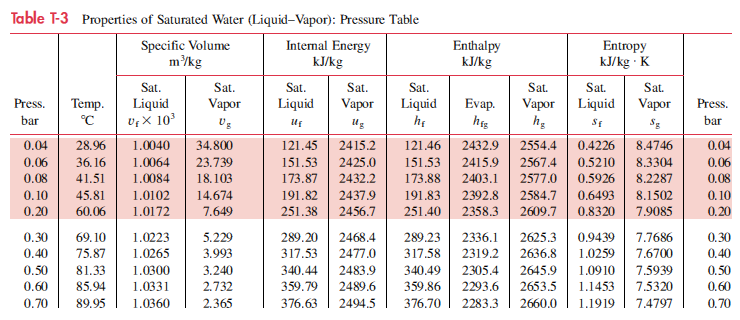 Table T-3 Properties of Saturated Water (Liquid–Vapor): Pressure Table
Specific Volume Internal Energy Enthalpy Entropy
m³/kg kJ/kg kJ/kg kJ/kg · K
Sat. Sat. Sat. Sat. Sat. Sat. Sat. Sat.
Press. Temp. Liquid Vapor Liquid Vapor Liquid Evap. Vapor Liquid Vapor Press.
bar °C vf × 10³ vg uf ug hf hfg hg sf sg bar
0.04 28.96 1.0040 34.800 121.45 2415.2 121.46 2432.9 2554.4 0.4226 8.4746 0.04
0.06 36.16 1.0064 23.739 151.53 2425.0 151.53 2415.9 2567.4 0.5210 8.3304 0.06
0.08 41.51 1.0084 18.103 173.87 2432.2 173.88 2403.1 2577.0 0.5926 8.2287 0.08
0.10 45.81 1.0102 14.674 191.82 2437.9 191.83 2392.8 2584.7 0.6493 8.1502 0.10
0.20 60.06 1.0172 7.649 251.38 2456.7 251.40 2358.3 2609.7 0.8320 7.9085 0.20
0.30 69.10 1.0223 5.229 289.20 2468.4 289.23 2336.1 2625.3 0.9439 7.7686 0.30
0.40 75.87 1.0265 3.993 317.53 2477.0 317.58 2319.2 2636.8 1.0259 7.6700 0.40
0.50 81.33 1.0300 3.240 340.44 2483.9 340.49 2305.4 2645.9 1.0910 7.5939 0.50
0.60 85.94 1.0331 2.732 359.79 2489.6 359.86 2293.6 2653.5 1.1453 7.5320 0.60
0.70 89.95 1.0360 2.365 376.63 2494.5 376.70 2283.3 2660.0 1.1919 7.4797 0.70